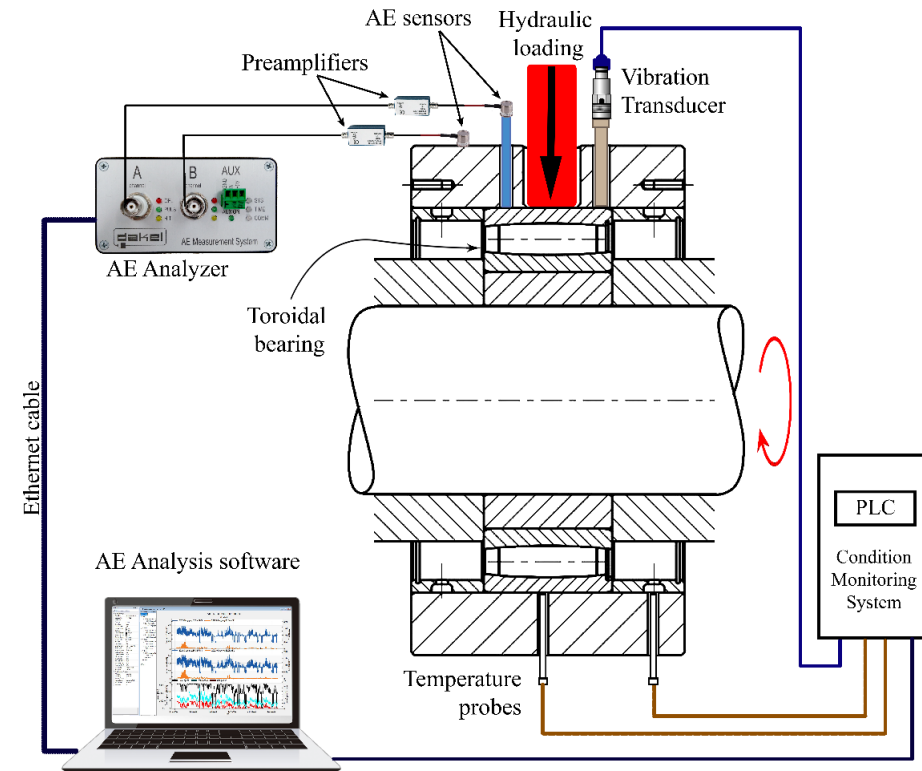 AE sensors
Hydraulic
loading
Preamplifiers
Vibration
Transducer
A
B
AUX
dakel
AE Measurement System
AE Analyzer
Toroidal
bearing
Ethernet cable
PLC
Condition
Monitoring
System
AE Analysis software
Temperature
probes